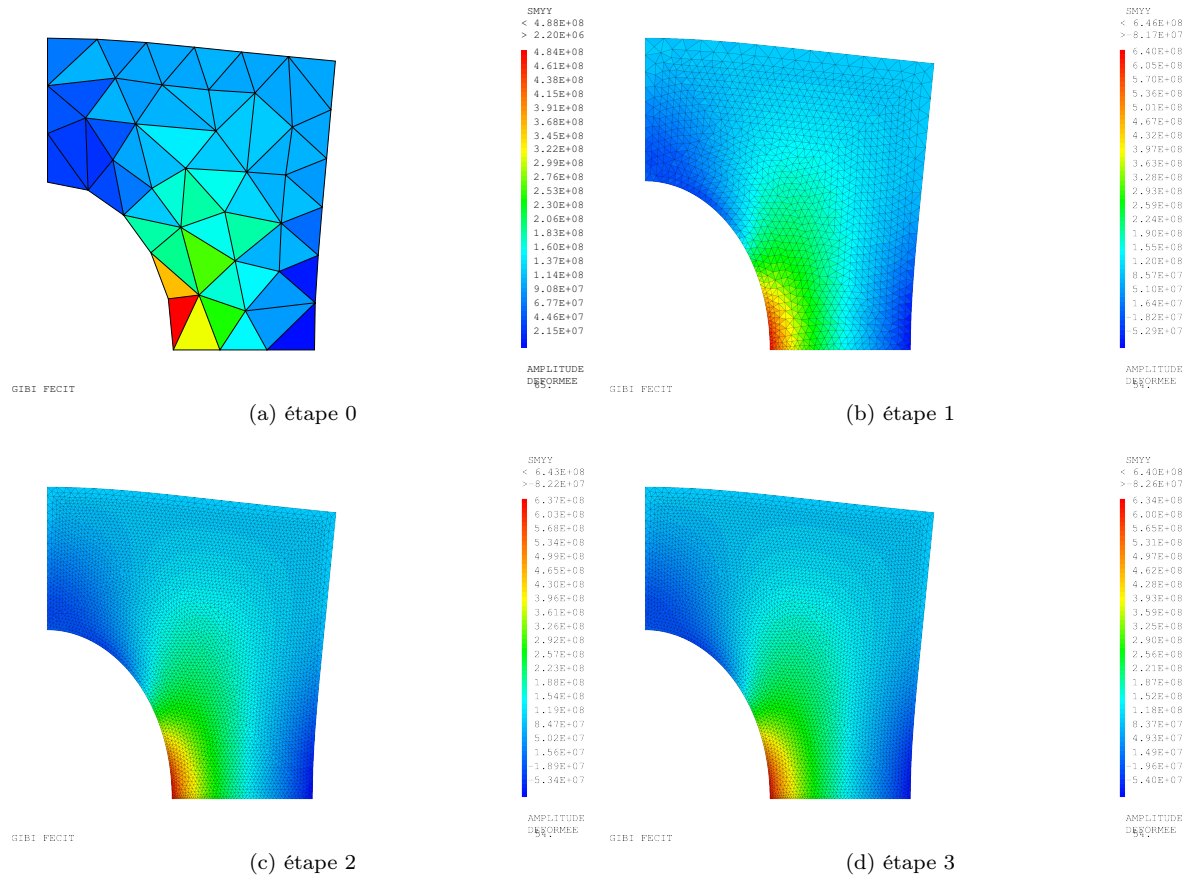 SMYY
< 4.88E+08
> 2.20E+06
4.84E+08
4.61E+08
4.38E+08
4.15E+08
3.91E+08
3.68E+08
3.45E+08
3.22E+08
2.99E+08
2.76E+08
2.53E+08
2.30E+08
2.06E+08
1.83E+08
1.60E+08
1.37E+08
1.14E+08
9.08E+07
6.77E+07
4.46E+07
2.15E+07
AMPLITUDE
DEFORMEE
GIBI FECIT
(a) étape 0
SMYY
< 6.46E+08
>-8.17E+07
6.40E+08
6.05E+08
5.70E+08
5.36E+08
5.01E+08
4.67E+08
4.32E+08
3.97E+08
3.63E+08
3.28E+08
2.93E+08
2.59E+08
2.24E+08
1.90E+08
1.55E+08
1.20E+08
8.57E+07
5.10E+07
1.64E+07
-1.82E+07
-5.29E+07
AMPLITUDE
DEFORMEE
GIBI FECIT
(b) étape 1
SMYY
< 6.43E+08
>-8.22E+07
6.37E+08
6.03E+08
5.68E+08
5.34E+08
4.99E+08
4.65E+08
4.30E+08
3.96E+08
3.61E+08
3.26E+08
2.92E+08
2.57E+08
2.23E+08
1.88E+08
1.54E+08
1.19E+08
8.47E+07
5.02E+07
1.56E+07
-1.89E+07
-5.34E+07
AMPLITUDE
DEFORMEE
GIBI FECIT
(c) étape 2
SMYY
< 6.40E+08
>-8.26E+07
6.34E+08
6.00E+08
5.65E+08
5.31E+08
4.97E+08
4.62E+08
4.28E+08
3.93E+08
3.59E+08
3.25E+08
2.90E+08
2.56E+08
2.21E+08
1.87E+08
1.52E+08
1.18E+08
8.37E+07
4.93E+07
1.49E+07
-1.96E+07
-5.40E+07
AMPLITUDE
DEFORMEE
GIBI FECIT
(d) étape 3